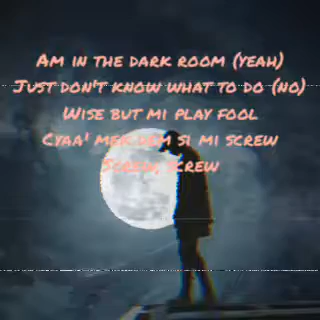 Am in the dark room (yeah)
Just don't know what to do (no)
Wise but mi play fool
Cyaa' mek dem si mi screw
Screw, screw